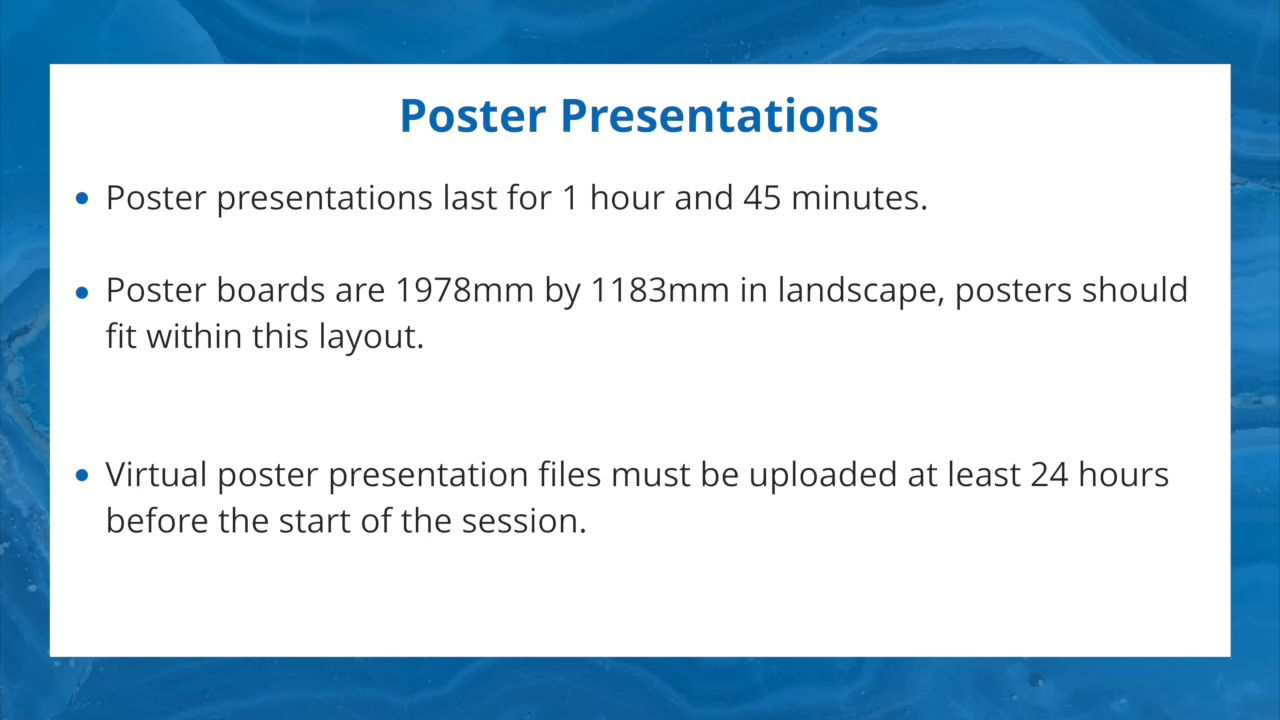 Poster Presentations
• Poster presentations last for 1 hour and 45 minutes.
• Poster boards are 1978mm by 1183mm in landscape, posters should
fit within this layout.
• Virtual poster presentation files must be uploaded at least 24 hours
before the start of the session.